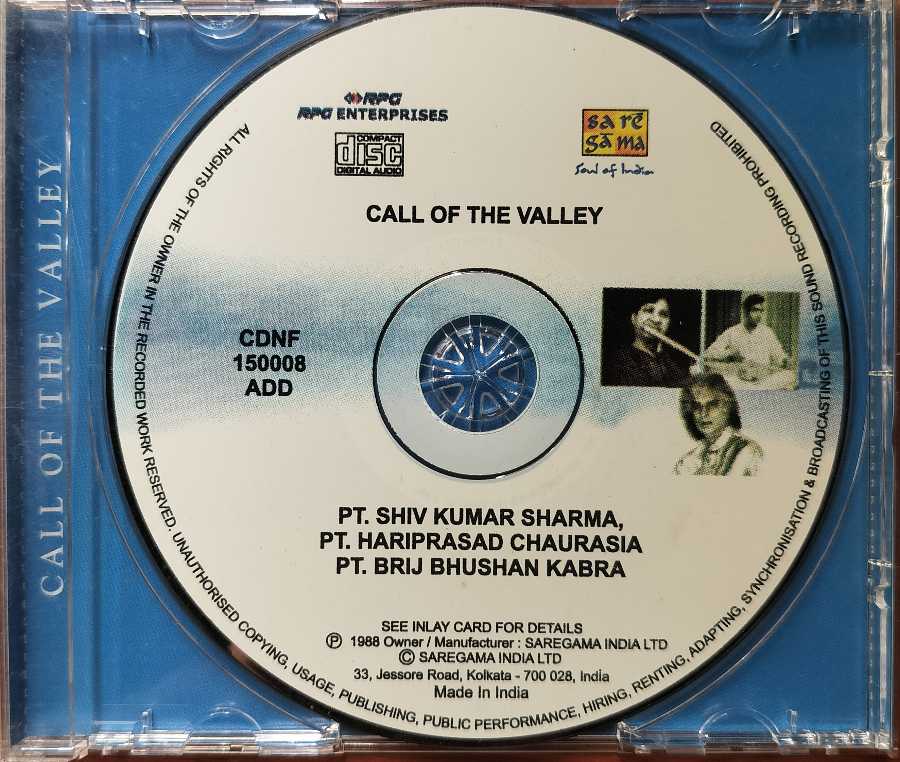 CALL OF THE VALLEY
RPG
RPG ENTERPRISES
COMPACT
disc
DIGITAL AUDIO
sa rē
gā ma
Soul of India
CALL OF THE VALLEY
CDNF
150008
ADD
PT. SHIV KUMAR SHARMA,
PT. HARIPRASAD CHAURASIA
PT. BRIJ BHUSHAN KABRA
SEE INLAY CARD FOR DETAILS
Ⓟ 1988 Owner / Manufacturer : SAREGAMA INDIA LTD
© SAREGAMA INDIA LTD
33, Jessore Road, Kolkata - 700 028, India
Made In India
ALL RIGHTS OF THE OWNER IN THE RECORDED WORK RESERVED. UNAUTHORISED COPYING, USAGE, PUBLISHING, PUBLIC PERFORMANCE, HIRING, RENTING, ADAPTING, SYNCHRONISATION & BROADCASTING OF THIS SOUND RECORDING PROHIBITED